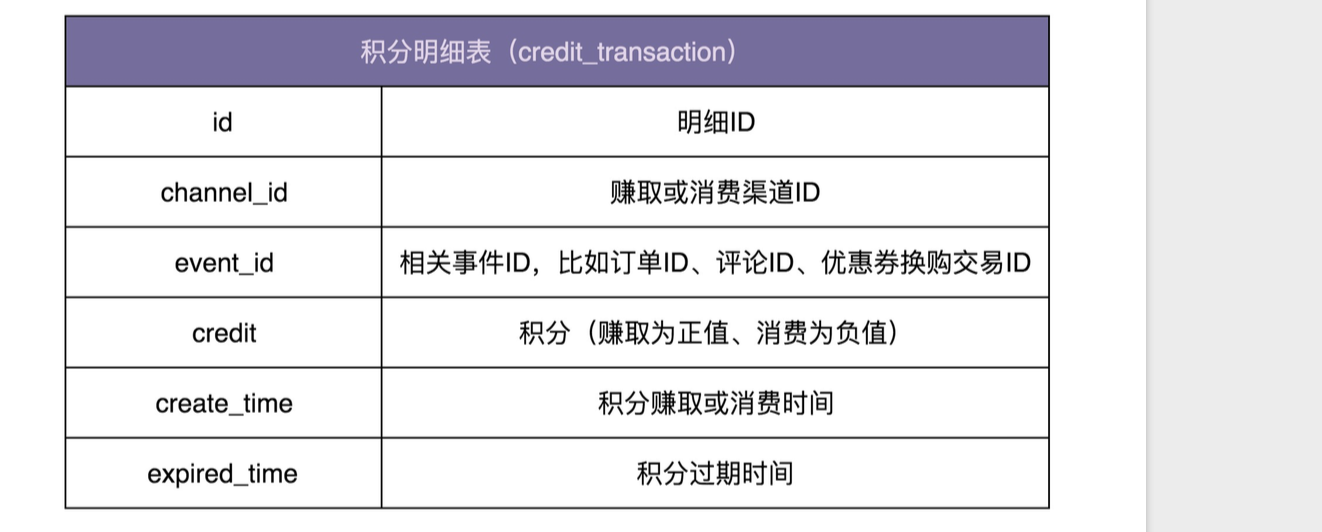 积分明细表（credit_transaction）
id 明细ID
channel_id 赚取或消费渠道ID
event_id 相关事件ID，比如订单ID、评论ID、优惠券换购交易ID
credit 积分（赚取为正值、消费为负值）
create_time 积分赚取或消费时间
expired_time 积分过期时间